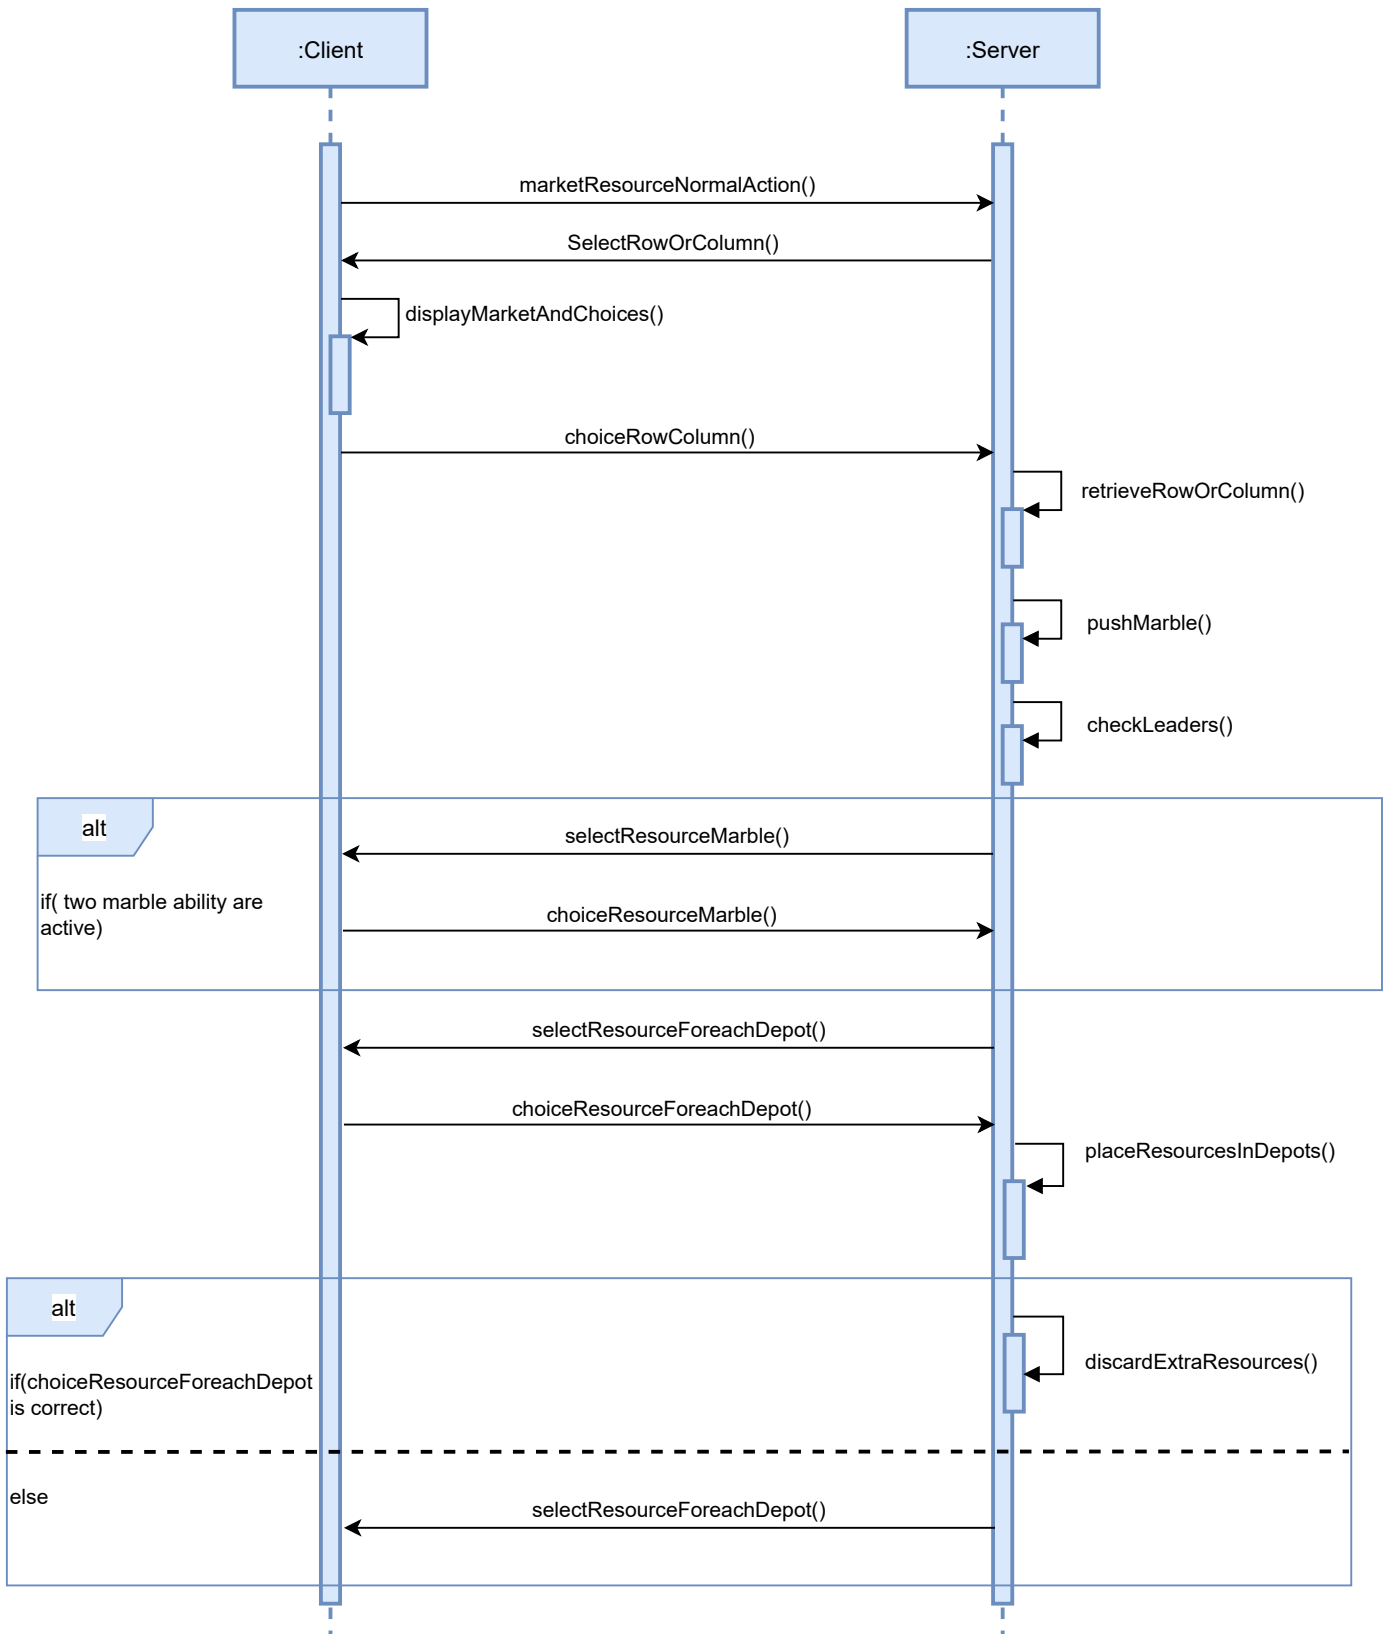 :Client
:Server
marketResourceNormalAction()
SelectRowOrColumn()
displayMarketAndChoices()
choiceRowColumn()
retrieveRowOrColumn()
pushMarble()
checkLeaders()
alt
selectResourceMarble()
if( two marble ability are
active)
choiceResourceMarble()
selectResourceForeachDepot()
choiceResourceForeachDepot()
placeResourcesInDepots()
alt
discardExtraResources()
if(choiceResourceForeachDepot
is correct)
else
selectResourceForeachDepot()